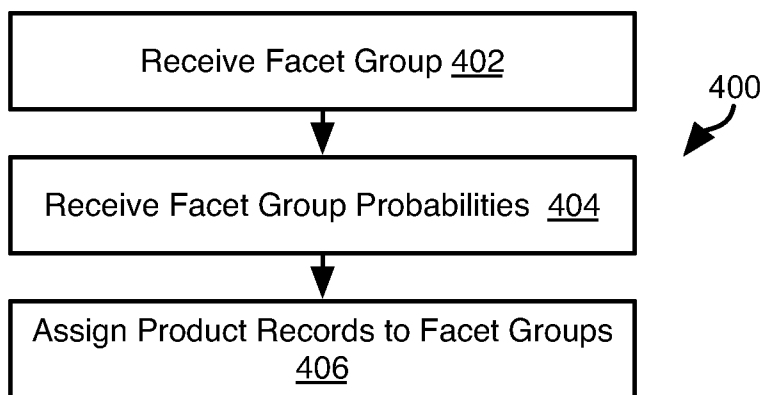 Receive Facet Group 402
400
Receive Facet Group Probabilities 404
Assign Product Records to Facet Groups
406